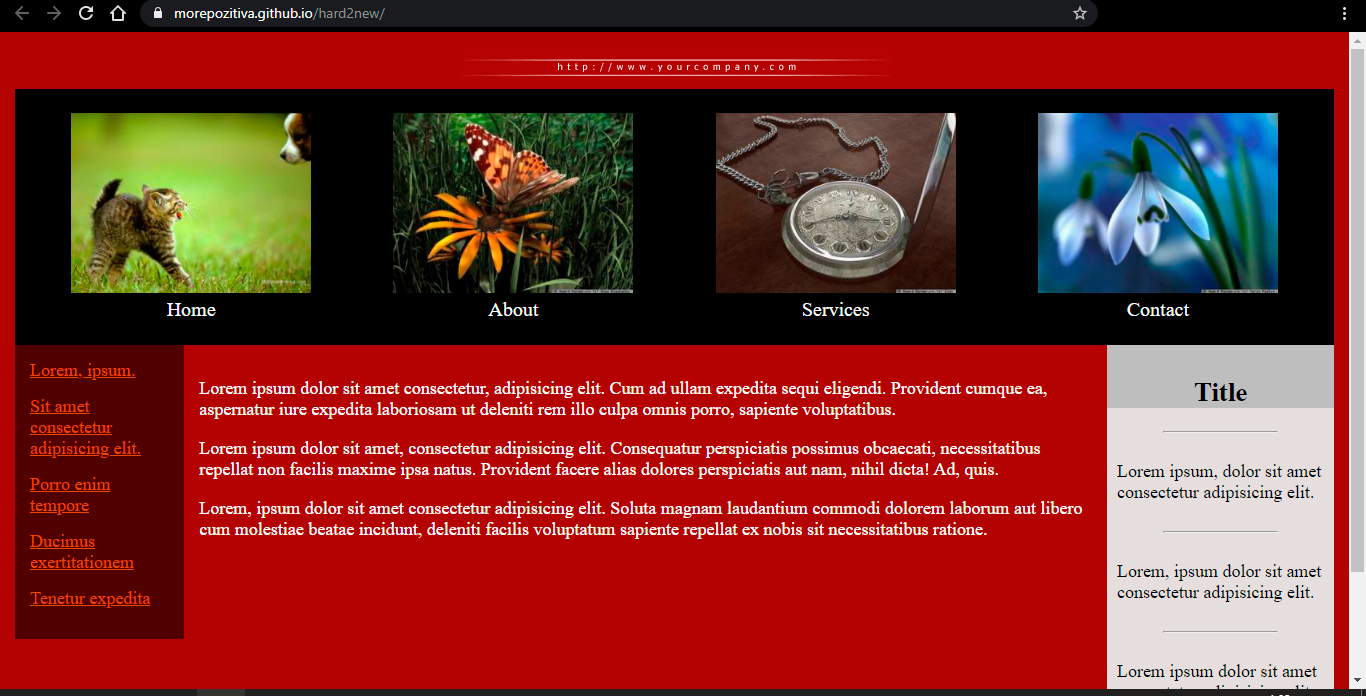 morepozitiva.github.io/hard2new/
http://www.yourcompany.com
Home
About
Services
Contact
Lorem, ipsum.
Sit amet
consectetur
adipisicing elit.
Porro enim
tempore
Ducimus
exertitationem
Tenetur expedita
Lorem ipsum dolor sit amet consectetur, adipisicing elit. Cum ad ullam expedita sequi eligendi. Provident cumque ea,
aspernatur iure expedita laboriosam ut deleniti rem illo culpa omnis porro, sapiente voluptatibus.
Lorem ipsum dolor sit amet, consectetur adipisicing elit. Consequatur perspiciatis possimus obcaecati, necessitatibus
repellat non facilis maxime ipsa natus. Provident facere alias dolores perspiciatis aut nam, nihil dicta! Ad, quis.
Lorem, ipsum dolor sit amet consectetur adipisicing elit. Soluta magnam laudantium commodi dolorem laborum aut libero
cum molestiae beatae incidunt, deleniti facilis voluptatum sapiente repellat ex nobis sit necessitatibus ratione.
Title
Lorem ipsum, dolor sit amet
consectetur adipisicing elit.
Lorem, ipsum dolor sit amet
consectetur adipisicing elit.
Lorem ipsum dolor sit amet